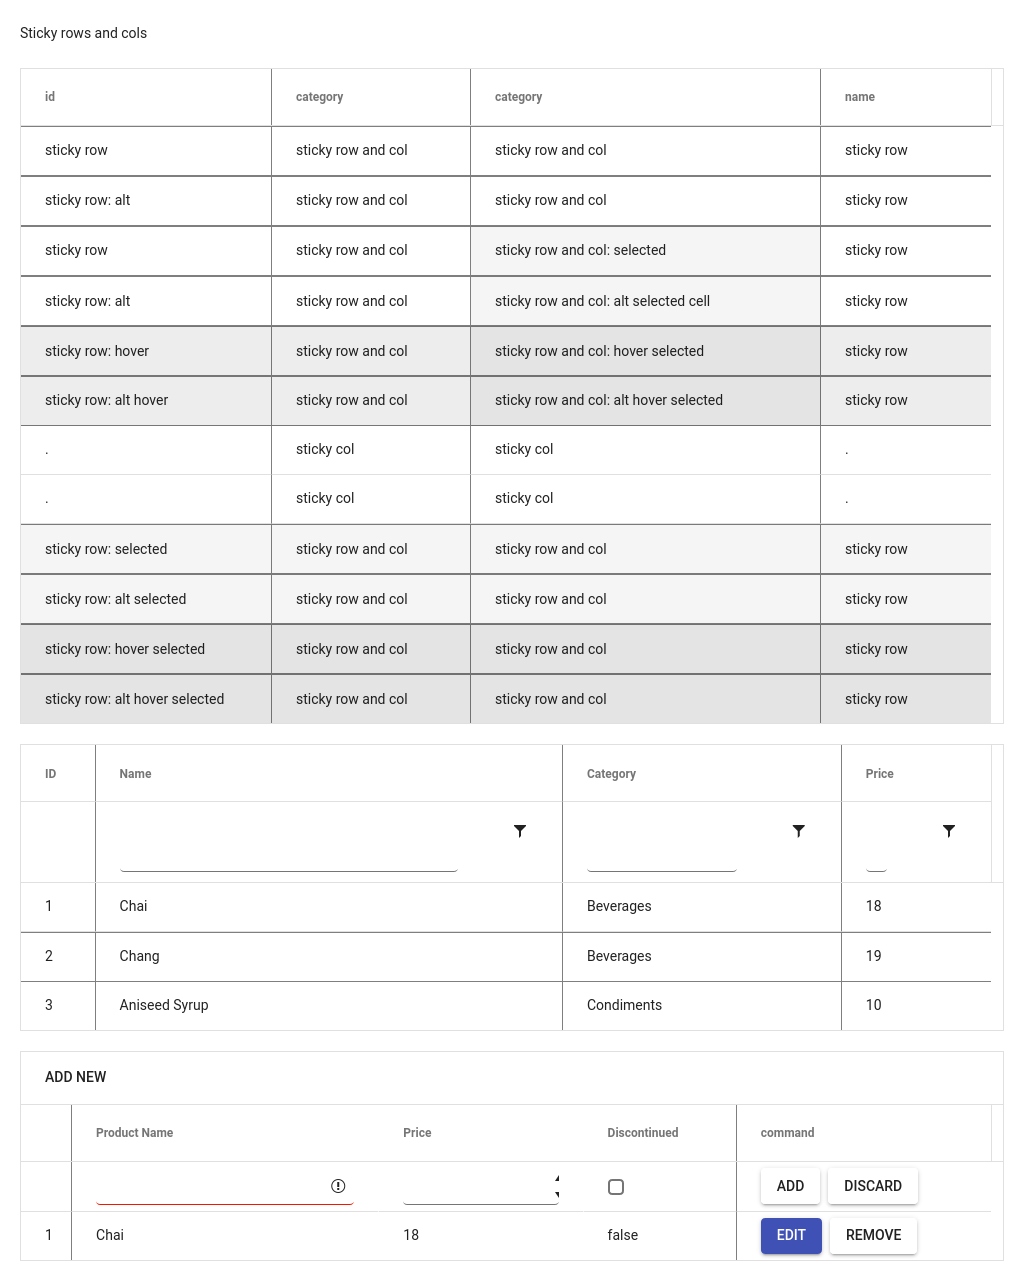 Sticky rows and cols
id category category name
sticky row sticky row and col sticky row and col sticky row
sticky row: alt sticky row and col sticky row and col sticky row
sticky row sticky row and col sticky row and col: selected sticky row
sticky row: alt sticky row and col sticky row and col: alt selected cell sticky row
sticky row: hover sticky row and col sticky row and col: hover selected sticky row
sticky row: alt hover sticky row and col sticky row and col: alt hover selected sticky row
. sticky col sticky col .
. sticky col sticky col .
sticky row: selected sticky row and col sticky row and col sticky row
sticky row: alt selected sticky row and col sticky row and col sticky row
sticky row: hover selected sticky row and col sticky row and col sticky row
sticky row: alt hover selected sticky row and col sticky row and col sticky row
ID Name Category Price
1 Chai Beverages 18
2 Chang Beverages 19
3 Aniseed Syrup Condiments 10
ADD NEW
Product Name Price Discontinued command
ADD DISCARD
1 Chai 18 false EDIT REMOVE